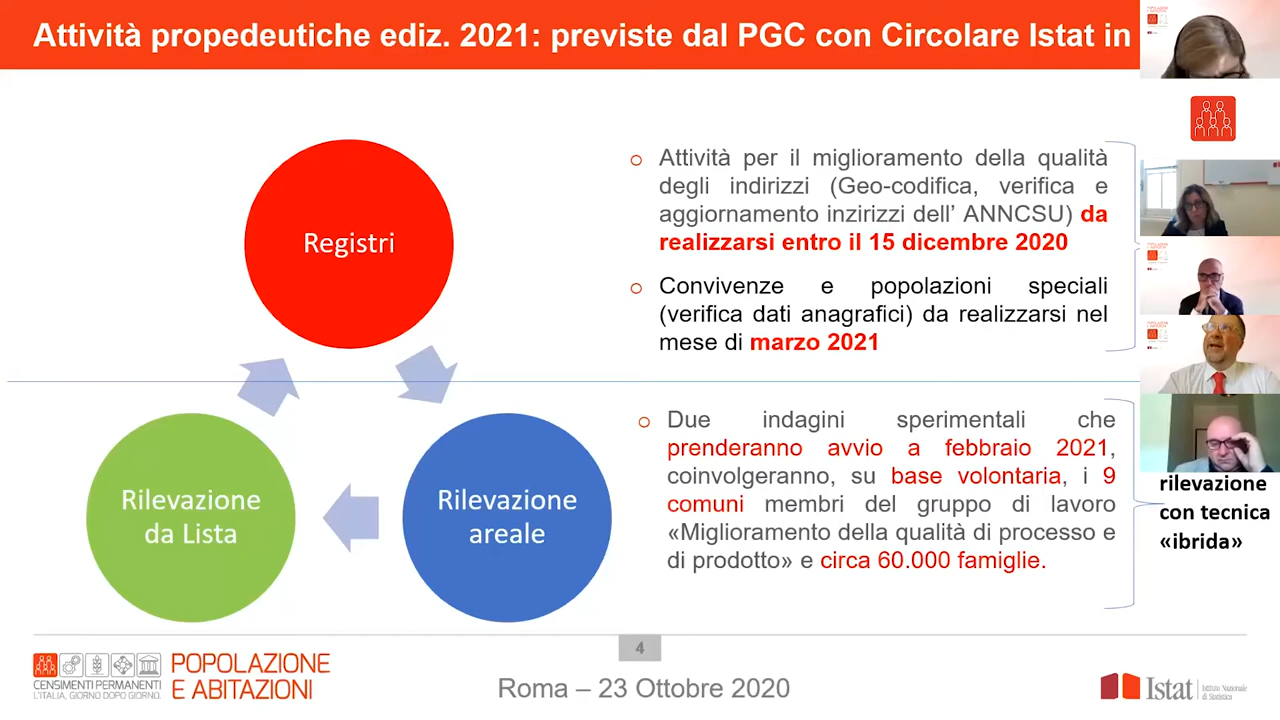 Attività propedeutiche ediz. 2021: previste dal PGC con Circolare Istat in
Registri
Attività per il miglioramento della qualità
degli indirizzi (Geo-codifica, verifica e
aggiornamento inzirizzi dell’ ANNCSU) da
realizzarsi entro il 15 dicembre 2020
Convivenze e popolazioni speciali
(verifica dati anagrafici) da realizzarsi nel
mese di marzo 2021
Rilevazione
da Lista
Rilevazione
areale
Due indagini sperimentali che
prenderanno avvio a febbraio 2021,
coinvolgeranno, su base volontaria, i 9
comuni membri del gruppo di lavoro
«Miglioramento della qualità di processo e
di prodotto» e circa 60.000 famiglie.
rilevazione
con tecnica
«ibrida»
4
CENSIMENTI PERMANENTI
L'ITALIA, GIORNO DOPO GIORNO.
POPOLAZIONE
E ABITAZIONI
Roma – 23 Ottobre 2020
Istat
Istituto Nazionale
di Statistica